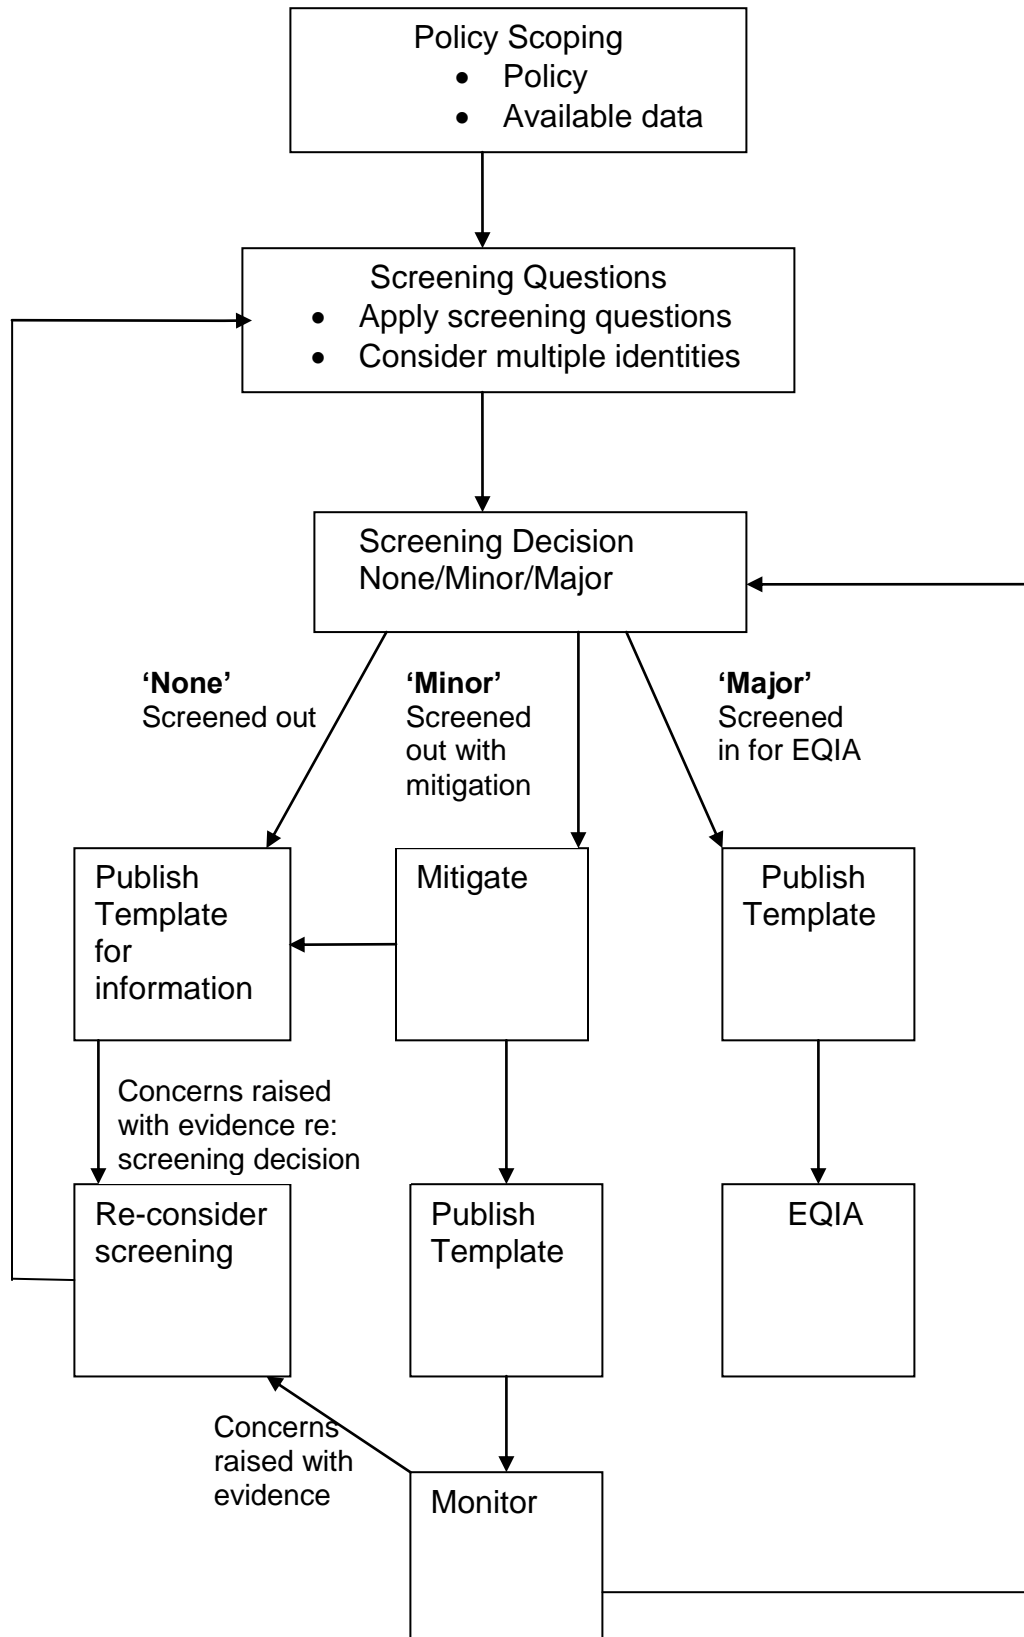 Policy Scoping
• Policy
• Available data
Screening Questions
• Apply screening questions
• Consider multiple identities
Screening Decision
None/Minor/Major
‘None’
Screened out
‘Minor’
Screened
out with
mitigation
‘Major’
Screened
in for EQIA
Publish
Template
for
information
Mitigate
Publish
Template
Concerns raised
with evidence re:
screening decision
Re-consider
screening
Publish
Template
EQIA
Concerns
raised with
evidence
Monitor